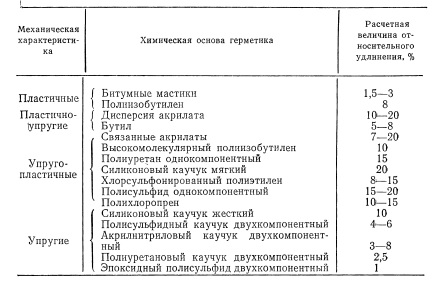 Механическая характеристика
Химическая основа герметика
Расчетная величина относительного удлинения, %
Пластичные
Битумные мастики 1,5—3
Полиизобутилен 8
Пластично-упругие
Дисперсия акрилата 10—20
Бутил 5—8
Упруго-пластичные
Связанные акрилаты 7—20
Высокомолекулярный полиизобутилен 10
Полиуретан однокомпонентный 15
Силиконовый каучук мягкий 20
Хлорсульфонированный полиэтилен 8—15
Полисульфид однокомпонентный 15—20
Полихлоропрен 10—15
Упругие
Силиконовый каучук жесткий 10
Полисульфидный каучук двухкомпонентный 4—6
Акрилнитриловый каучук двухкомпонент-
ный 3—8
Полиуретановый каучук двухкомпонентный 2,5
Эпоксидный полисульфид двухкомпонентный 1